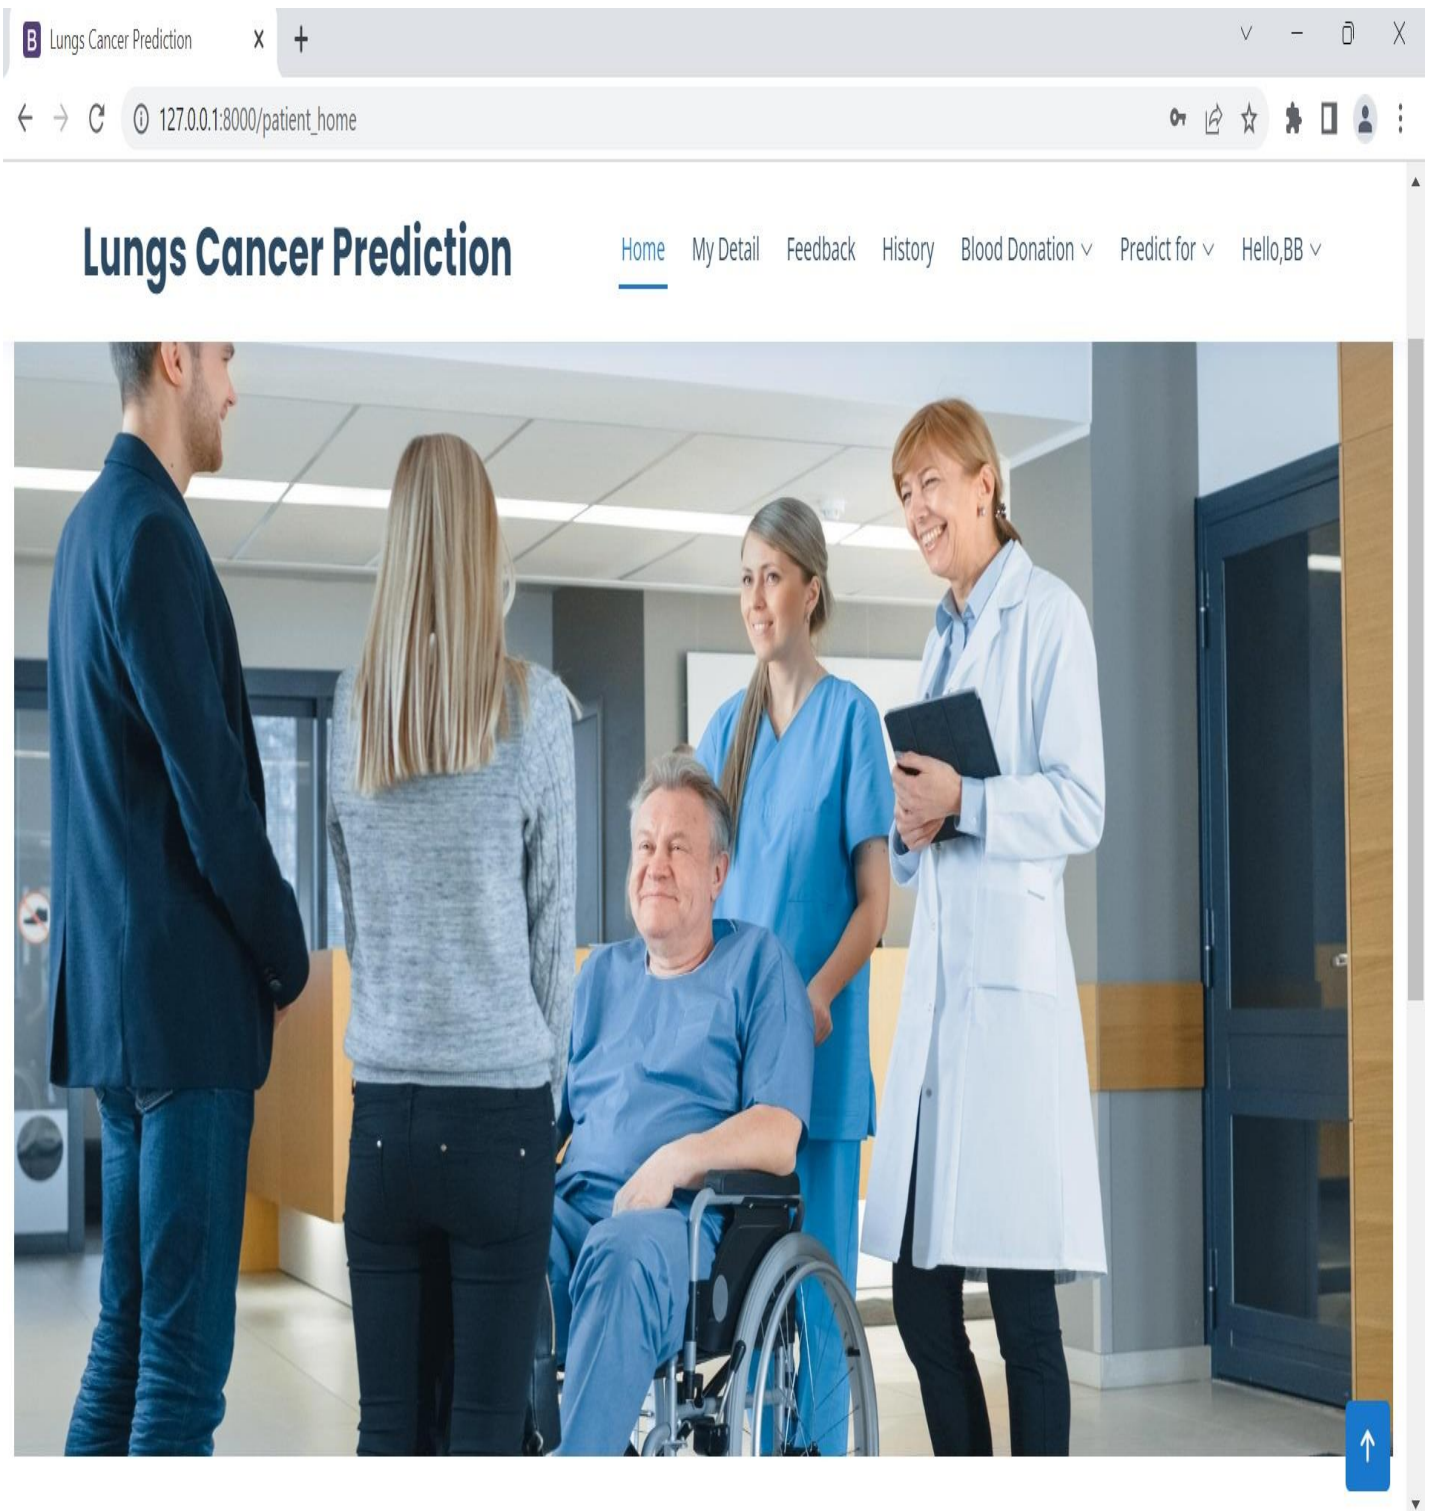 B Lungs Cancer Prediction
127.0.0.1:8000/patient_home
Lungs Cancer Prediction
Home My Detail Feedback History Blood Donation Predict for Hello,BB